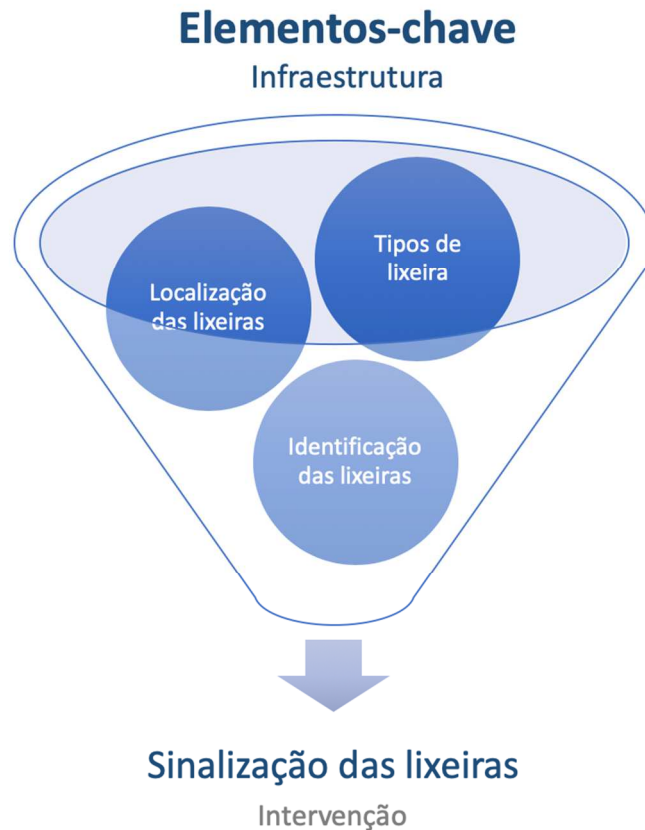 Elementos-chave
Infraestrutura
Tipos de
lixeira
Localização
das lixeiras
Identificação
das lixeiras
Sinalização das lixeiras
Intervenção